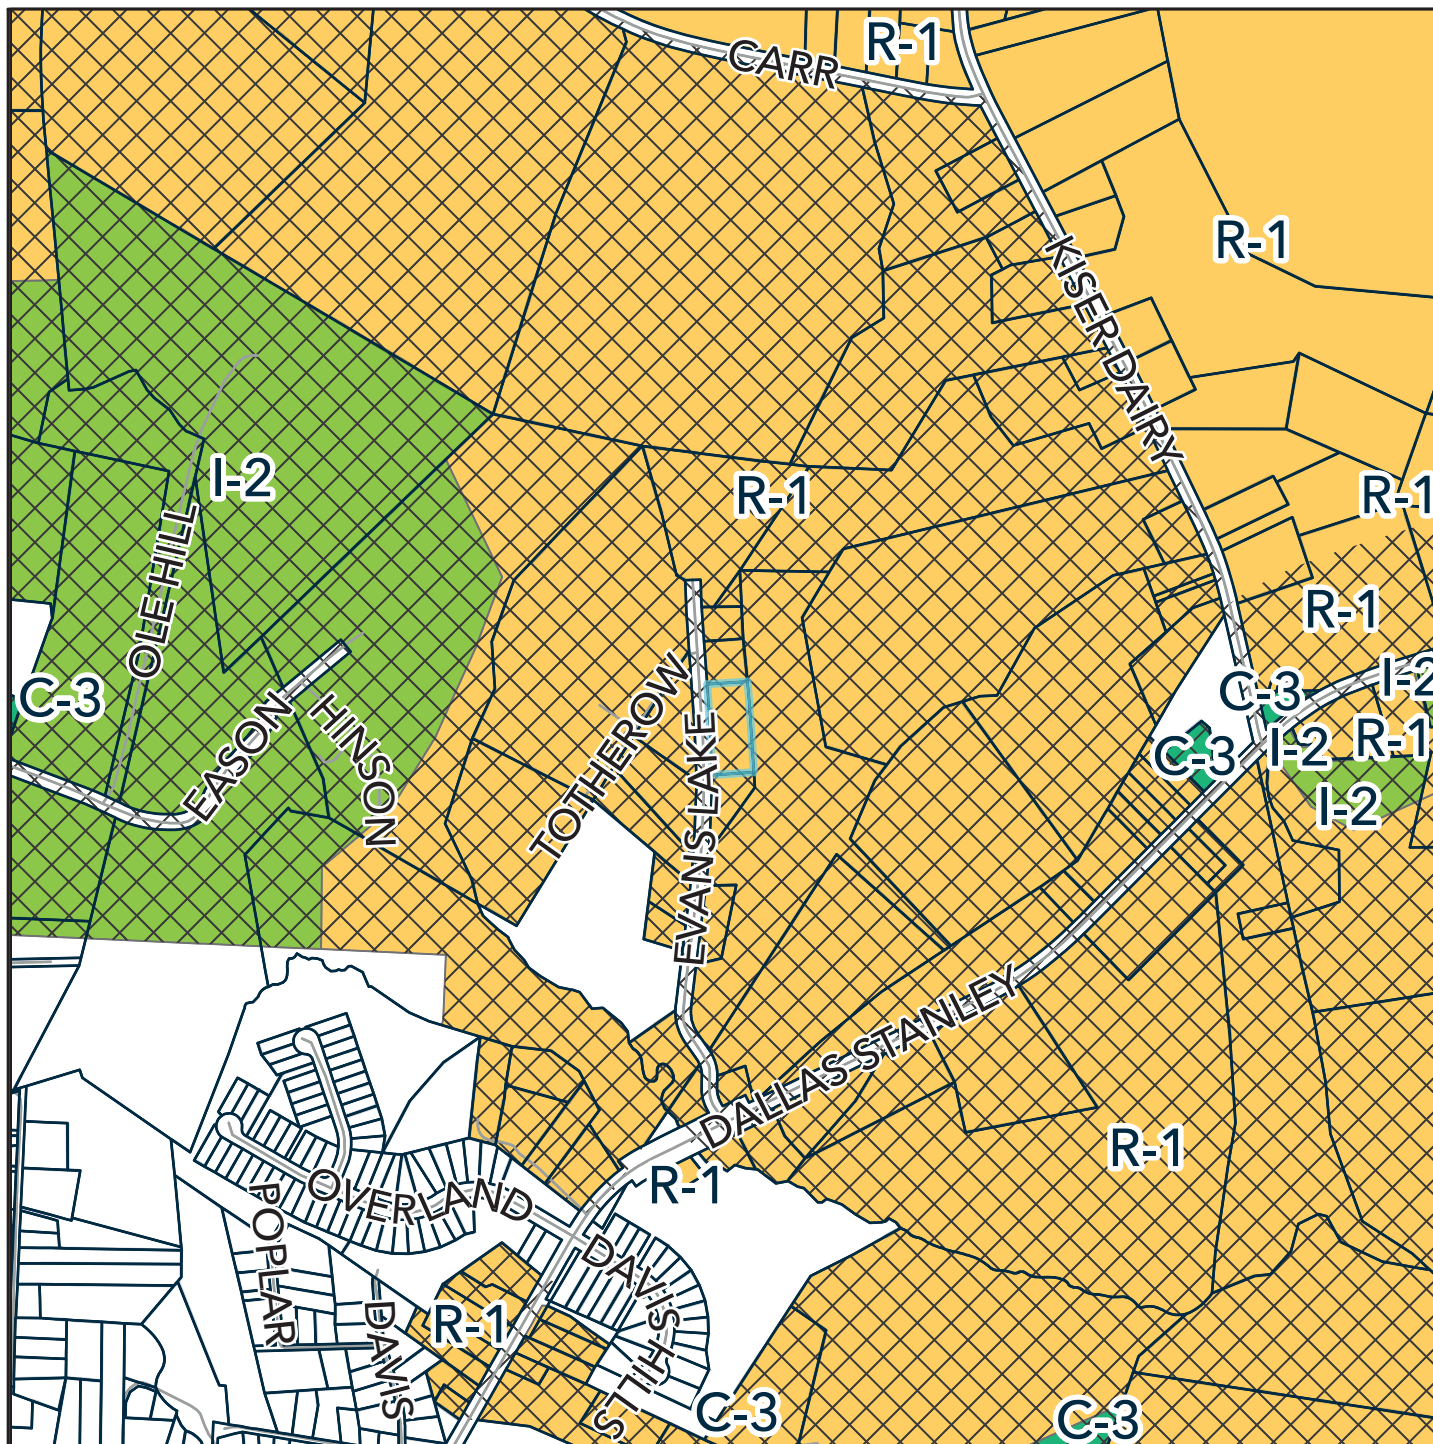 R-1
CARR
R-1
KISER-DAIRY
I-2
R-1
R-1
OLE HILL
R-1
C-3
C-3
I-2
EASON
HINSON
TOTHEROW
EVANS LAKE
C-3
I-2
R-1
I-2
DALLAS STANLEY
R-1
R-1
OVERLAND
POPLAR
DAVIS HILLS
R-1
DAVIS
C-3
C-3